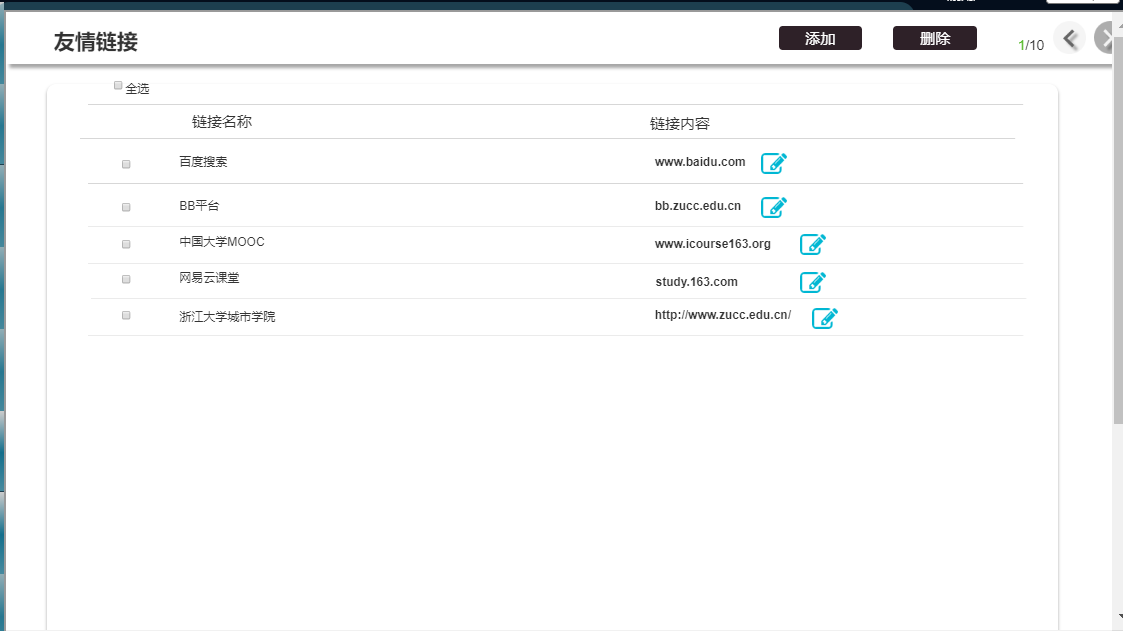 友情链接
添加
删除
1/10
全选
链接名称 链接内容
百度搜索 www.baidu.com
BB平台 bb.zucc.edu.cn
中国大学MOOC www.icourse163.org
网易云课堂 study.163.com
浙江大学城市学院 http://www.zucc.edu.cn/